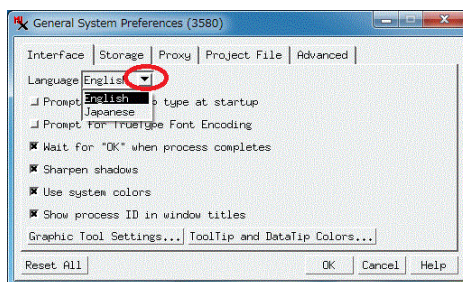 General System Preferences (3580)
Interface Storage Proxy Project File Advanced
Language English
English
Japanese
Prompt type at startup
Prompt for TrueType Font Encoding
Wait for "OK" when process completes
Sharpen shadows
Use system colors
Show process ID in window titles
Graphic Tool Settings... ToolTip and DataTip Colors...
Reset All OK Cancel Help